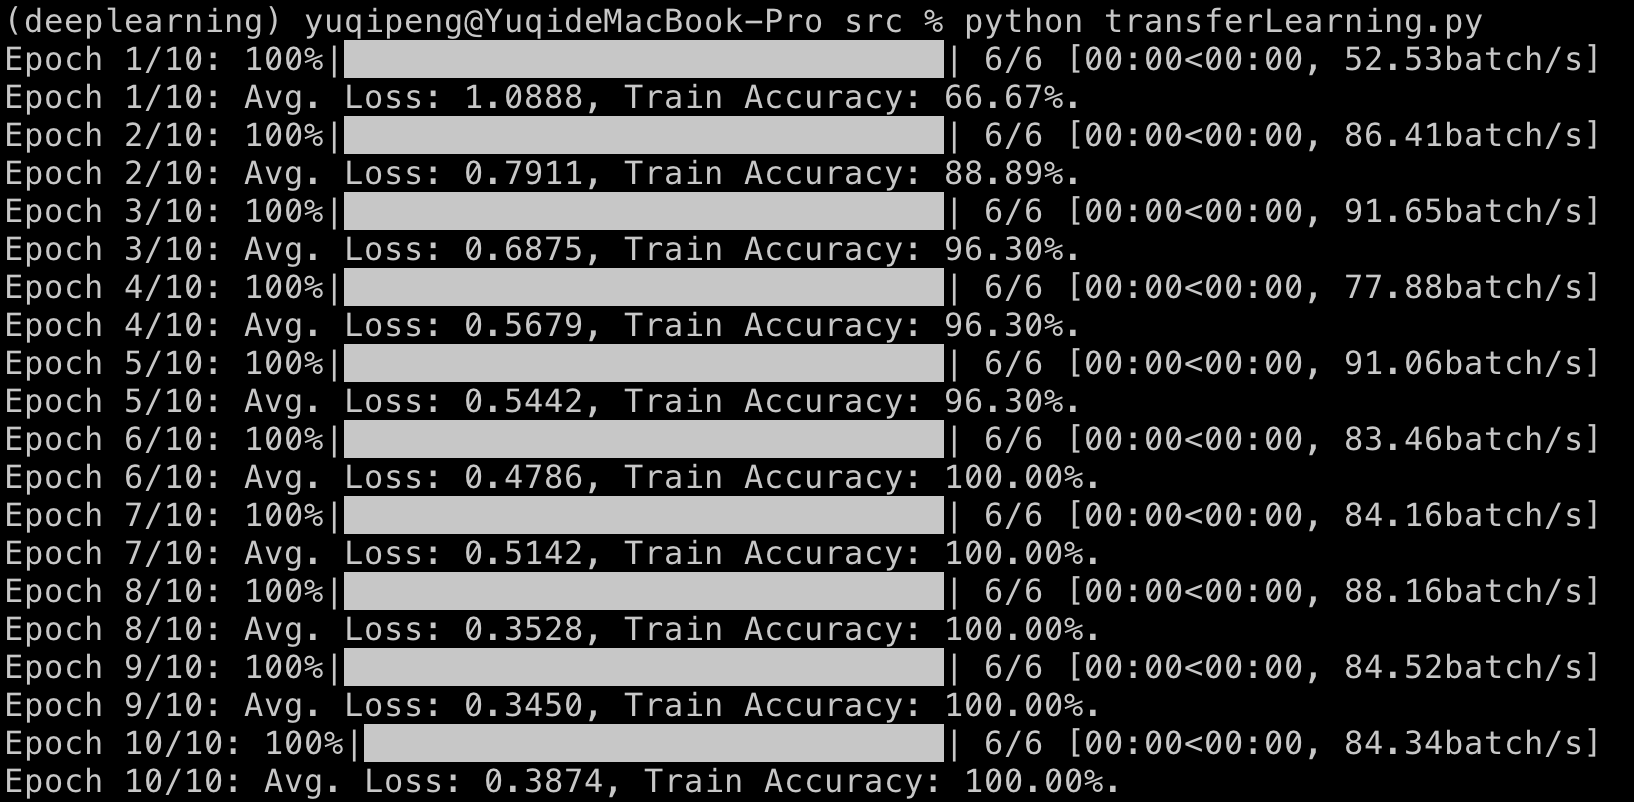 (deeplearning) yuqipeng@YuqideMacBook-Pro src % python transferLearning.py
Epoch 1/10: 100%|██████████████████████████████| 6/6 [00:00<00:00, 52.53batch/s]
Epoch 1/10: Avg. Loss: 1.0888, Train Accuracy: 66.67%.
Epoch 2/10: 100%|██████████████████████████████| 6/6 [00:00<00:00, 86.41batch/s]
Epoch 2/10: Avg. Loss: 0.7911, Train Accuracy: 88.89%.
Epoch 3/10: 100%|██████████████████████████████| 6/6 [00:00<00:00, 91.65batch/s]
Epoch 3/10: Avg. Loss: 0.6875, Train Accuracy: 96.30%.
Epoch 4/10: 100%|██████████████████████████████| 6/6 [00:00<00:00, 77.88batch/s]
Epoch 4/10: Avg. Loss: 0.5679, Train Accuracy: 96.30%.
Epoch 5/10: 100%|██████████████████████████████| 6/6 [00:00<00:00, 91.06batch/s]
Epoch 5/10: Avg. Loss: 0.5442, Train Accuracy: 96.30%.
Epoch 6/10: 100%|██████████████████████████████| 6/6 [00:00<00:00, 83.46batch/s]
Epoch 6/10: Avg. Loss: 0.4786, Train Accuracy: 100.00%.
Epoch 7/10: 100%|██████████████████████████████| 6/6 [00:00<00:00, 84.16batch/s]
Epoch 7/10: Avg. Loss: 0.5142, Train Accuracy: 100.00%.
Epoch 8/10: 100%|██████████████████████████████| 6/6 [00:00<00:00, 88.16batch/s]
Epoch 8/10: Avg. Loss: 0.3528, Train Accuracy: 100.00%.
Epoch 9/10: 100%|██████████████████████████████| 6/6 [00:00<00:00, 84.52batch/s]
Epoch 9/10: Avg. Loss: 0.3450, Train Accuracy: 100.00%.
Epoch 10/10: 100%|█████████████████████████████| 6/6 [00:00<00:00, 84.34batch/s]
Epoch 10/10: Avg. Loss: 0.3874, Train Accuracy: 100.00%.